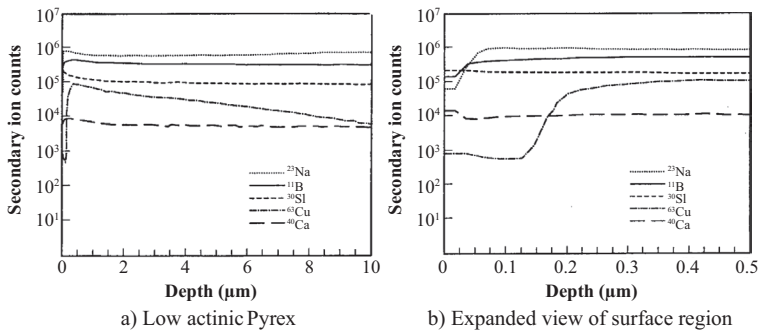 10⁷
10⁶
10⁵
10⁴
10³
10²
10¹
Secondary ion counts
²³Na
¹¹B
³⁰Sl
⁶³Cu
⁴⁰Ca
0 2 4 6 8 10
Depth (µm)
a) Low actinic Pyrex
10⁷
10⁶
10⁵
10⁴
10³
10²
10¹
Secondary ion counts
²³Na
¹¹B
³⁰Sl
⁶³Cu
⁴⁰Ca
0 0.1 0.2 0.3 0.4 0.5
Depth (µm)
b) Expanded view of surface region